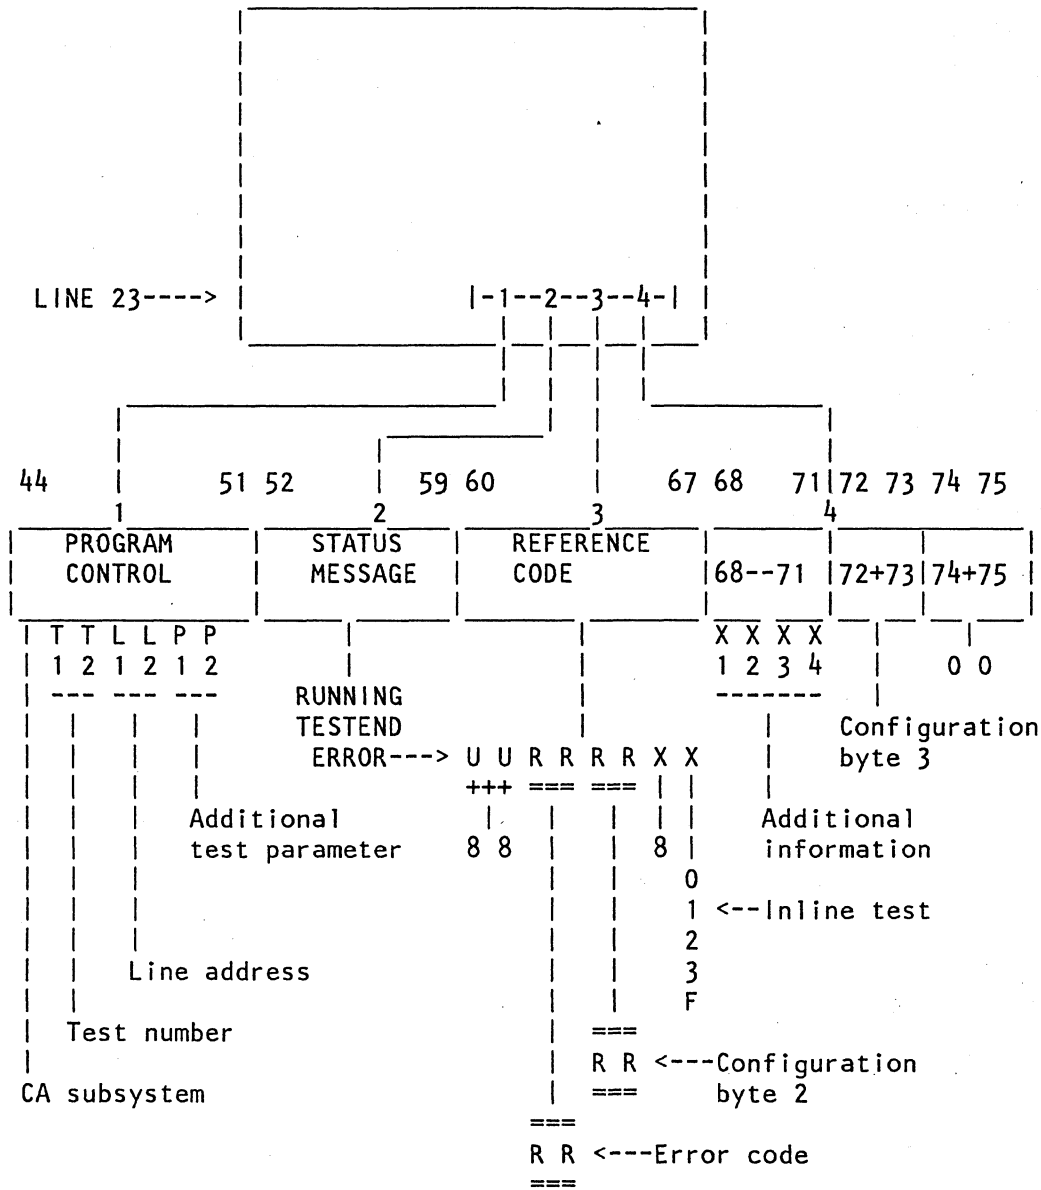 LINE 23----> |-1--2--3--4-|
44 51 52 59 60 67 68 71 72 73 74 75
1 2 3 4
PROGRAM STATUS REFERENCE
CONTROL MESSAGE CODE 68--71 72+73 74+75
T T L L P P X X X X
1 2 1 2 1 2 1 2 3 4 0 0
--- --- --- -------
RUNNING
TESTEND Configuration
ERROR---> U U R R R R X X byte 3
+++ === ===
Additional Additional
test parameter 8 8 8 information
0
1 <--Inline test
2
Line address 3
F
Test number ===
R R <---Configuration
CA subsystem === byte 2
===
R R <---Error code
===